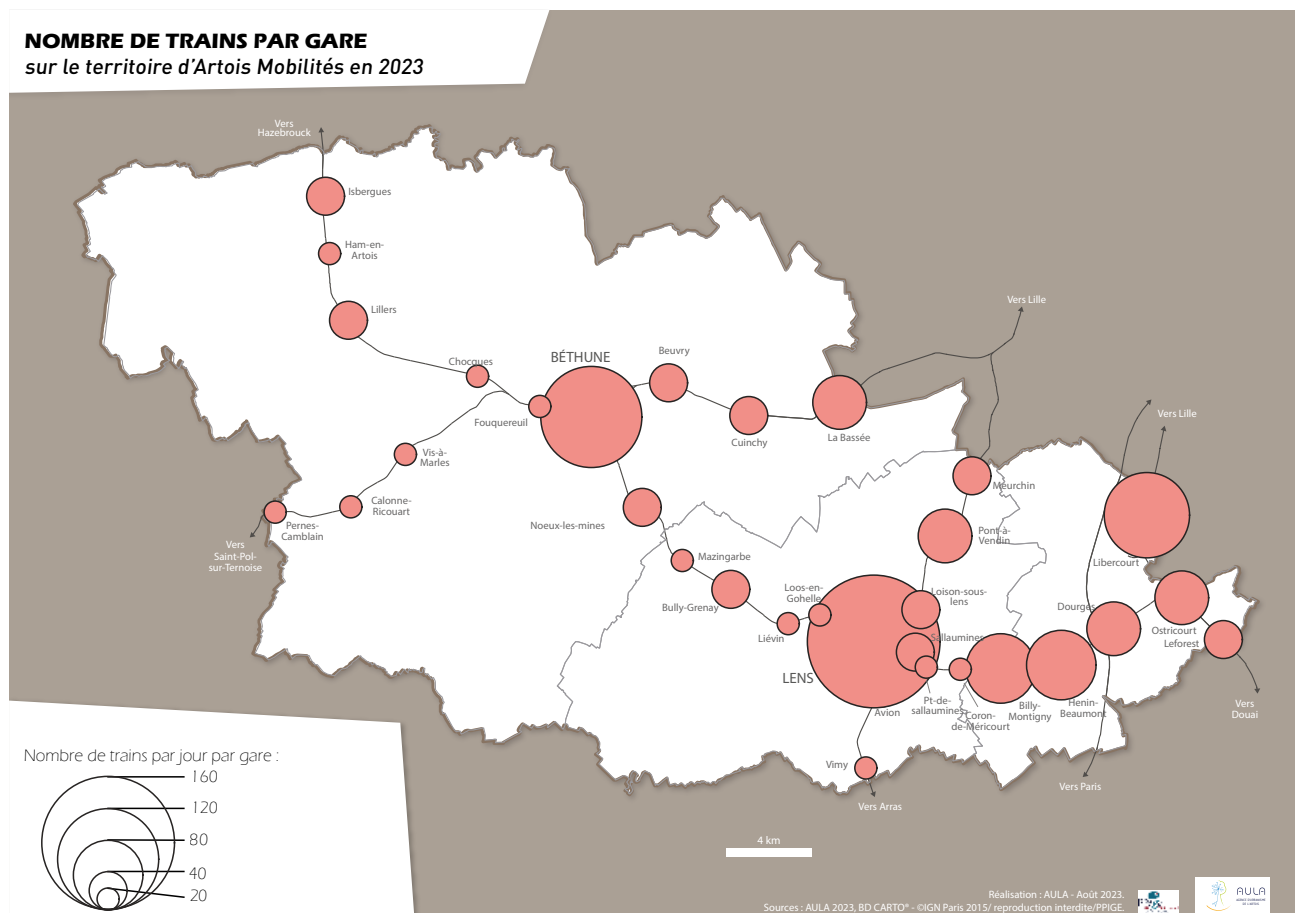 NOMBRE DE TRAINS PAR GARE
sur le territoire d'Artois Mobilités en 2023
Vers
Hazebrouck
Isbergues
Ham-en-
Artois
Lillers
Chocques
BÉTHUNE
Beuvry
Vers Lille
Fouquereuil
Cuinchy
La Bassée
Vers Lille
Vis-à-
Marles
Calonne-
Ricouart
Pernes-
Camblain
Vers
Saint-Pol-
sur-Ternoise
Noeux-les-mines
Meurchin
Pont-à-
Vendin
Mazingarbe
Bully-Grenay
Loos-en-
Gohelle
Liévin
Loison-sous-
lens
Sallaumines
Libercourt
Dourges
Ostricourt
Leforest
LENS
Avion
Pt-de-
sallaumines
Coron-
de-Méricourt
Billy-
Montigny
Henin-
Beaumont
Vers
Douai
Vimy
Vers Paris
Vers Arras
Nombre de trains par jour par gare :
160
120
80
40
20
4 km
Réalisation : AULA - Août 2023.
Sources : AULA 2023, BD CARTO® - ©IGN Paris 2015/ reproduction interdite/PPIGE.
AULA